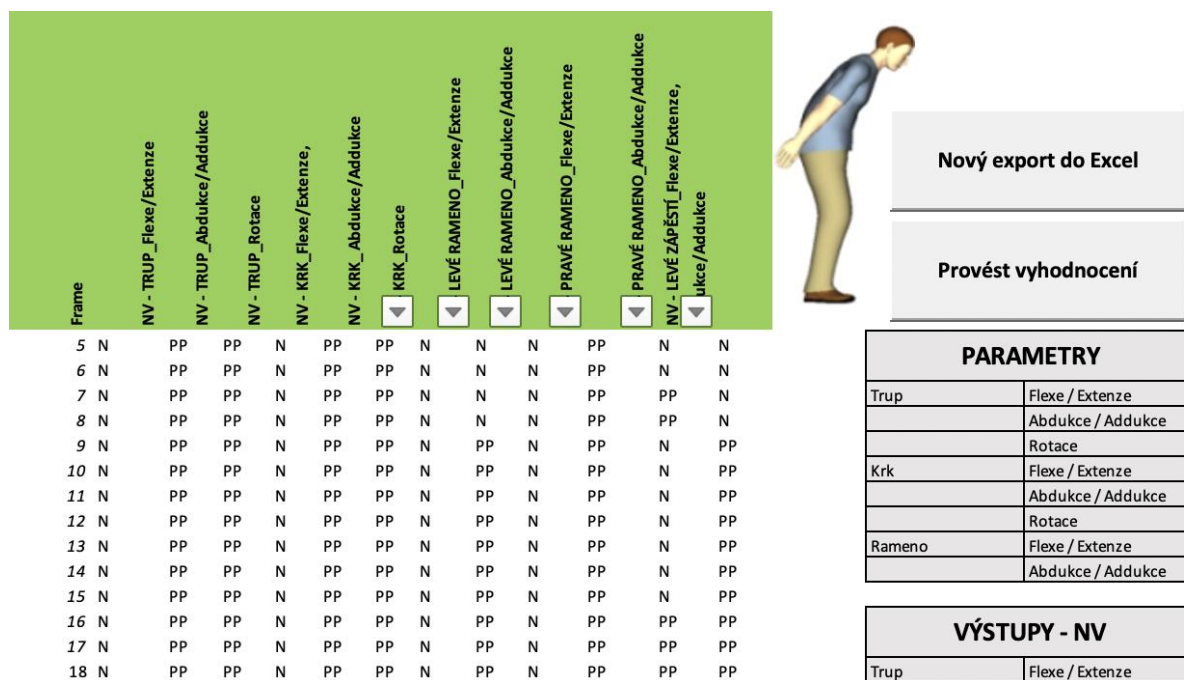 Frame
NV - TRUP_Flexe/Extenze
NV - TRUP_Abdukce/Addukce
NV - TRUP_Rotace
NV - KRK_Flexe/Extenze,
NV - KRK_Abdukce/Addukce
KRK_Rotace
LEVÉ RAMENO_Flexe/Extenze
LEVÉ RAMENO_Abdukce/Addukce
PRAVÉ RAMENO_Flexe/Extenze
PRAVÉ RAMENO_Abdukce/Addukce
NV - LEVÉ ZÁPĚSTÍ_Flexe/Extenze,
ukce/Addukce
5 N PP PP N PP PP N N N PP N N
6 N PP PP N PP PP N N N PP N N
7 N PP PP N PP PP N N N PP PP N
8 N PP PP N PP PP N N N PP PP N
9 N PP PP N PP PP N PP N PP N PP
10 N PP PP N PP PP N PP N PP N PP
11 N PP PP N PP PP N PP N PP N PP
12 N PP PP N PP PP N PP N PP N PP
13 N PP PP N PP PP N PP N PP N PP
14 N PP PP N PP PP N PP N PP N PP
15 N PP PP N PP PP N PP N PP N PP
16 N PP PP N PP PP N PP N PP PP PP
17 N PP PP N PP PP N PP N PP PP PP
18 N PP PP N PP PP N PP N PP PP PP
Nový export do Excel
Provést vyhodnocení
PARAMETRY
Trup Flexe / Extenze
Abdukce / Addukce
Rotace
Krk Flexe / Extenze
Abdukce / Addukce
Rotace
Rameno Flexe / Extenze
Abdukce / Addukce
VÝSTUPY - NV
Trup Flexe / Extenze